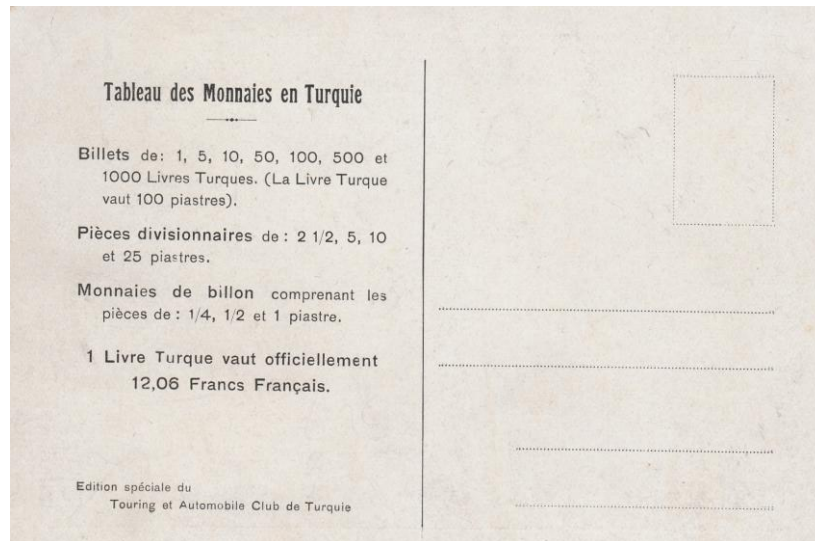 Tableau des Monnaies en Turquie
Billets de: 1, 5, 10, 50, 100, 500 et
1000 Livres Turques. (La Livre Turque
vaut 100 piastres).
Pièces divisionnaires de : 2 1/2, 5, 10
et 25 piastres.
Monnaies de billon comprenant les
pièces de : 1/4, 1/2 et 1 piastre.
1 Livre Turque vaut officiellement
12,06 Francs Français.
Edition spéciale du
Touring et Automobile Club de Turquie